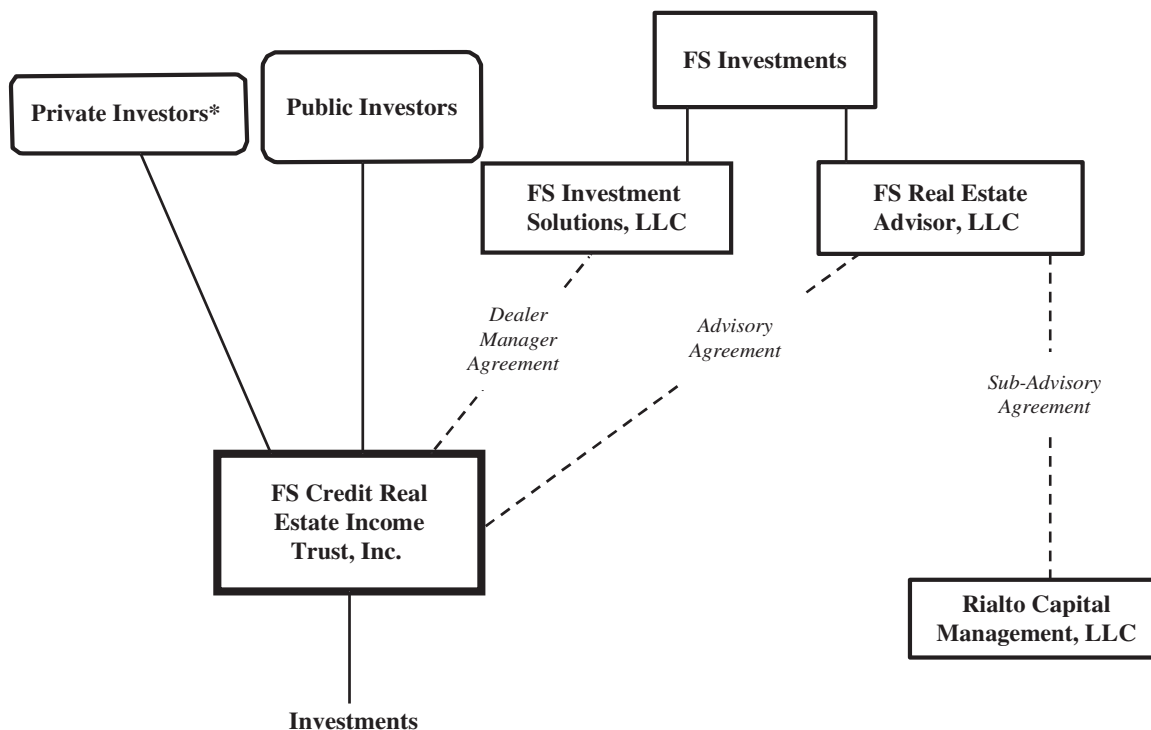 FS Investments
Private Investors*
Public Investors
FS Investment
Solutions, LLC
FS Real Estate
Advisor, LLC
Dealer
Manager
Agreement
Advisory
Agreement
Sub-Advisory
Agreement
FS Credit Real
Estate Income
Trust, Inc.
Rialto Capital
Management, LLC
Investments